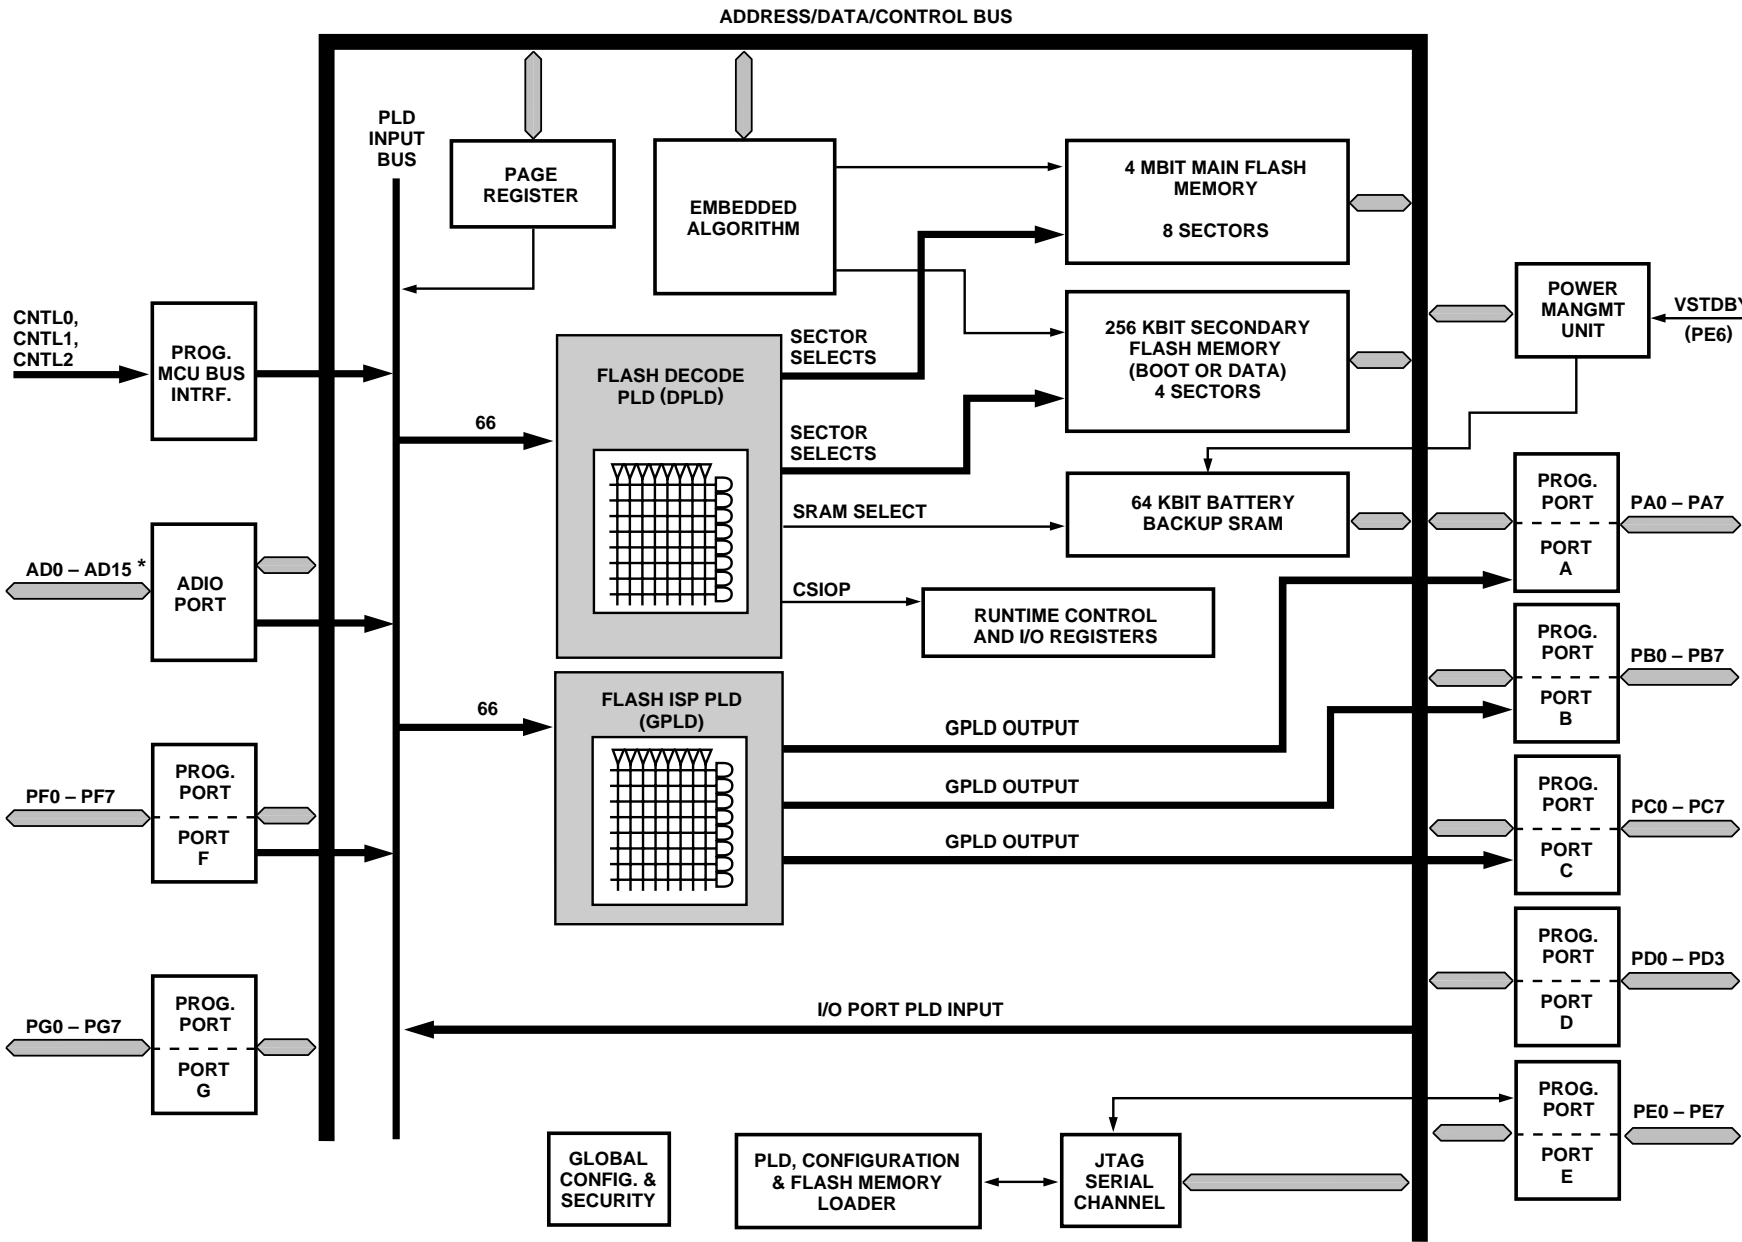 ADDRESS/DATA/CONTROL BUS
PLD
INPUT
BUS
PAGE
REGISTER
EMBEDDED
ALGORITHM
4 MBIT MAIN FLASH
MEMORY
8 SECTORS
POWER
MANGMT
UNIT
VSTDBY
(PE6)
CNTL0,
CNTL1,
CNTL2
PROG.
MCU BUS
INTRF.
SECTOR
SELECTS
256 KBIT SECONDARY
FLASH MEMORY
(BOOT OR DATA)
4 SECTORS
FLASH DECODE
PLD (DPLD)
66
SECTOR
SELECTS
64 KBIT BATTERY
BACKUP SRAM
SRAM SELECT
PROG.
PORT
PORT
A
PA0 – PA7
AD0 – AD15 *
ADIO
PORT
CSIOP
RUNTIME CONTROL
AND I/O REGISTERS
PROG.
PORT
PORT
B
PB0 – PB7
66
FLASH ISP PLD
(GPLD)
GPLD OUTPUT
GPLD OUTPUT
GPLD OUTPUT
PF0 – PF7
PROG.
PORT
PORT
F
PROG.
PORT
PORT
C
PC0 – PC7
PROG.
PORT
PORT
D
PD0 – PD3
I/O PORT PLD INPUT
PG0 – PG7
PROG.
PORT
PORT
G
PROG.
PORT
PORT
E
PE0 – PE7
GLOBAL
CONFIG. &
SECURITY
PLD, CONFIGURATION
& FLASH MEMORY
LOADER
JTAG
SERIAL
CHANNEL